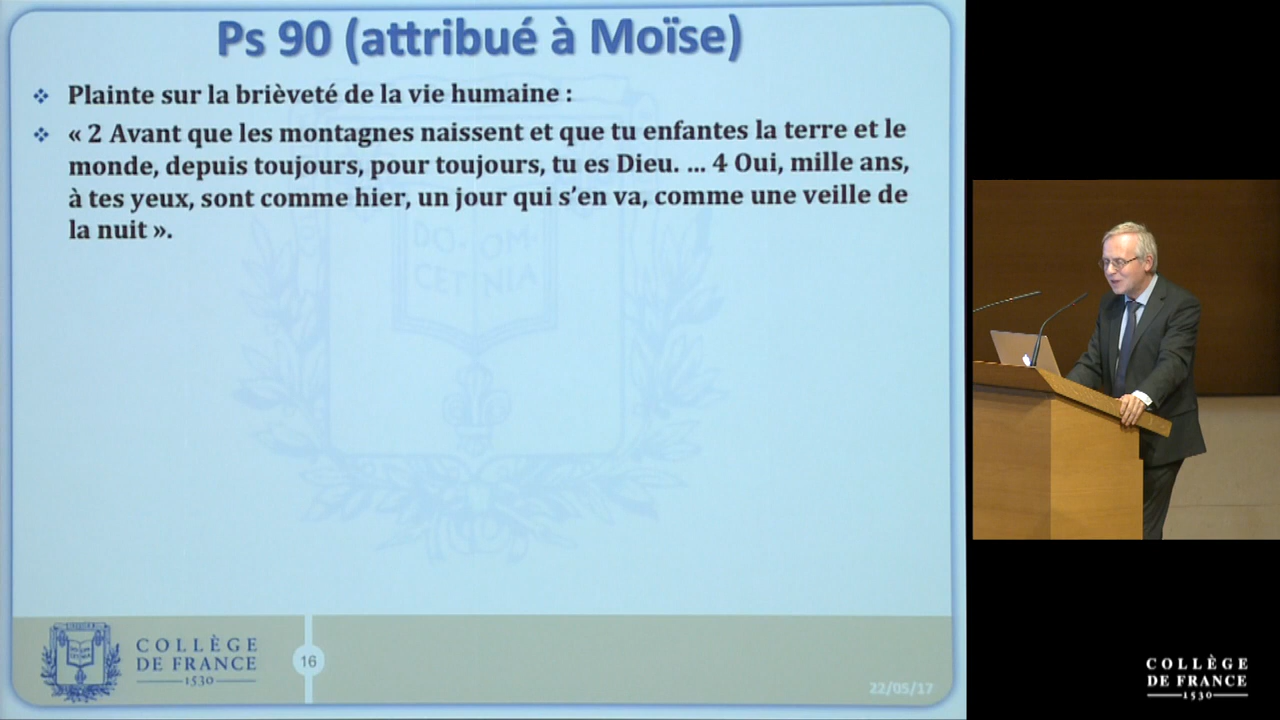 Ps 90 (attribué à Moïse)
Plainte sur la brièveté de la vie humaine :
« 2 Avant que les montagnes naissent et que tu enfantes la terre et le
monde, depuis toujours, pour toujours, tu es Dieu. ... 4 Oui, mille ans,
à tes yeux, sont comme hier, un jour qui s’en va, comme une veille de
la nuit ».
DO· OM·
COLLÈGE
DE FRANCE
1530
16
22/05/17
COLLÈGE
DE FRANCE
1530